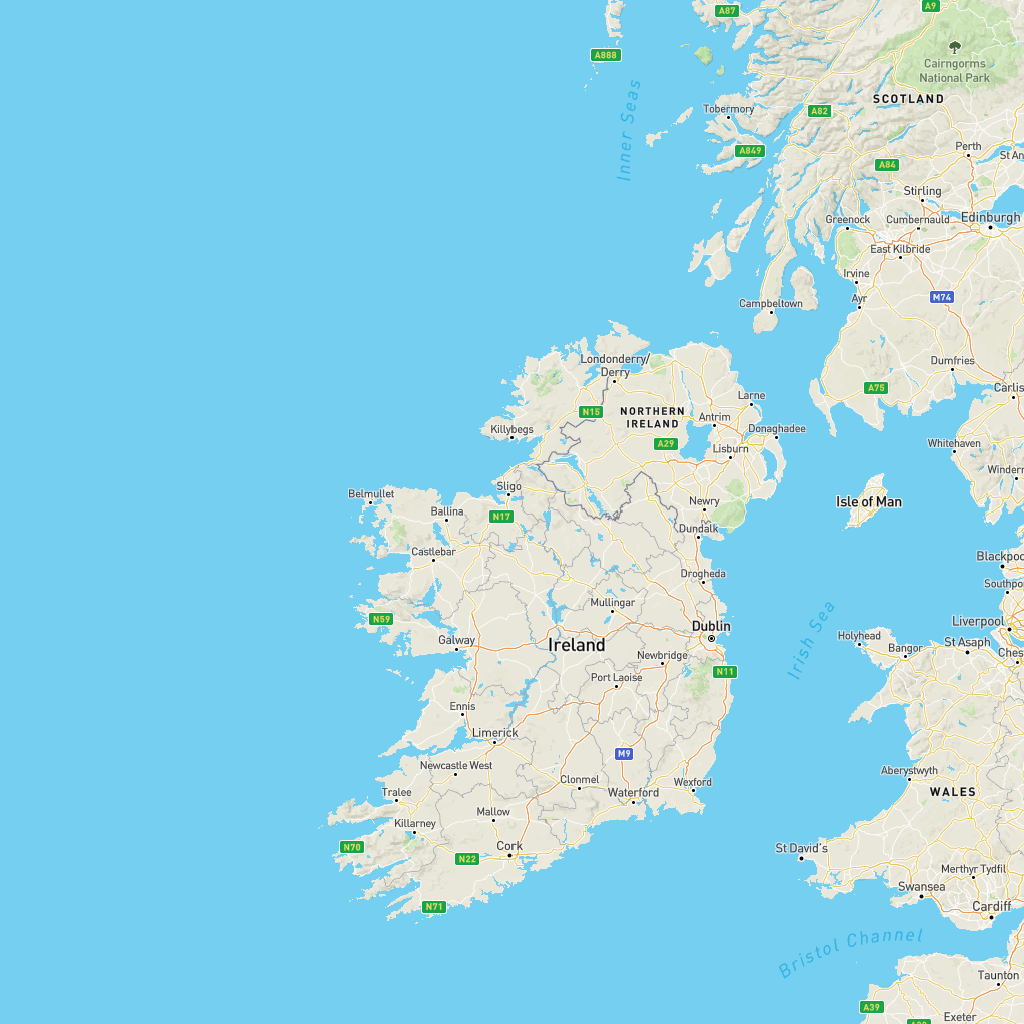 A9
A87
A888
Cairngorms
National Park
SCOTLAND
Inner Seas
Tobermory
A82
A849
Perth
St An
A84
Stirling
Greenock
Cumbernauld
Edinburgh
East Kilbride
Irvine
Ayr
M74
Campbeltown
Londonderry/
Derry
Dumfries
A75
Carlis
Larne
N15
NORTHERN
IRELAND
Antrim
Killybegs
Donaghadee
A29
Lisburn
Whitehaven
Winderm
Sligo
Belmullet
Newry
Isle of Man
Ballina
N17
Dundalk
Castlebar
Blackpoo
Drogheda
Southpo
Mullingar
N59
Dublin
Irish Sea
Liverpool
Holyhead
St Asaph
Galway
Ireland
Bangor
Newbridge
Ches
N11
Port Laoise
Ennis
Limerick
M9
Newcastle West
Aberystwyth
Clonmel
Wexford
Tralee
Waterford
WALES
Mallow
Killarney
N70
Cork
N22
St David's
Merthyr Tydfil
Swansea
N71
Cardiff
Bristol Channel
Taunton
A39
Exeter